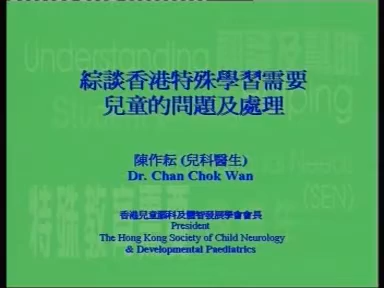 Understanding
綜談香港特殊學習需要
兒童的問題及處理
陳作耘 (兒科醫生)
Dr. Chan Chok Wan
香港兒童腦科及體智發展學會會長
President
The Hong Kong Society of Child Neurology
& Developmental Paediatrics
(SEN)